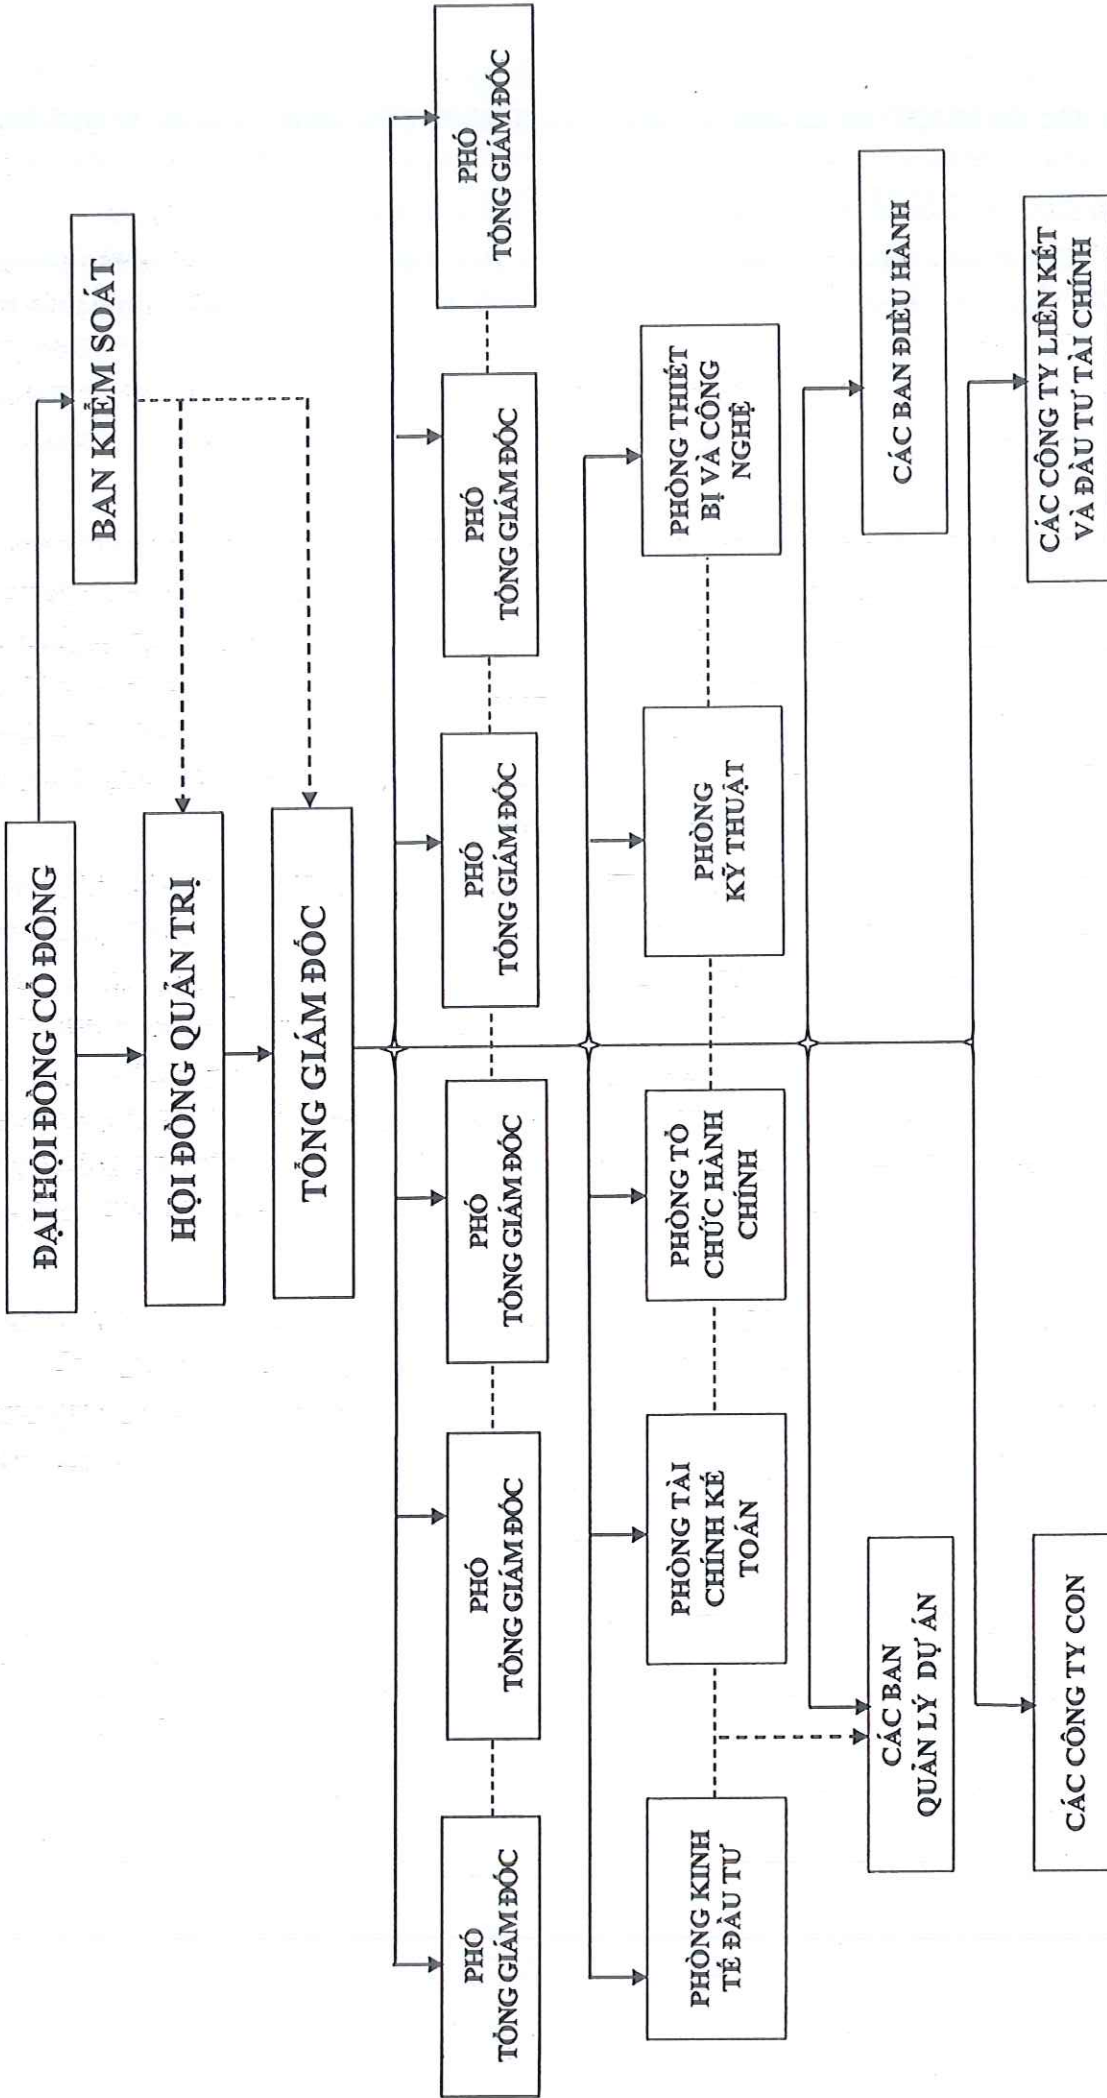 ĐẠI HỘI ĐỒNG CỔ ĐÔNG
BAN KIỂM SOÁT
HỘI ĐỒNG QUẢN TRỊ
TỔNG GIÁM ĐỐC
PHÓ
TỔNG GIÁM ĐỐC
PHÓ
TỔNG GIÁM ĐỐC
PHÓ
TỔNG GIÁM ĐỐC
PHÓ
TỔNG GIÁM ĐỐC
PHÓ
TỔNG GIÁM ĐỐC
PHÓ
TỔNG GIÁM ĐỐC
PHÒNG KINH
TẾ ĐẦU TƯ
PHÒNG TÀI
CHÍNH KẾ
TOÁN
PHÒNG TỔ
CHỨC HÀNH
CHÍNH
PHÒNG
KỸ THUẬT
PHÒNG THIẾT
BỊ VÀ CÔNG
NGHỆ
CÁC BAN
QUẢN LÝ DỰ ÁN
CÁC BAN ĐIỀU HÀNH
CÁC CÔNG TY CON
CÁC CÔNG TY LIÊN KẾT
VÀ ĐẦU TƯ TÀI CHÍNH